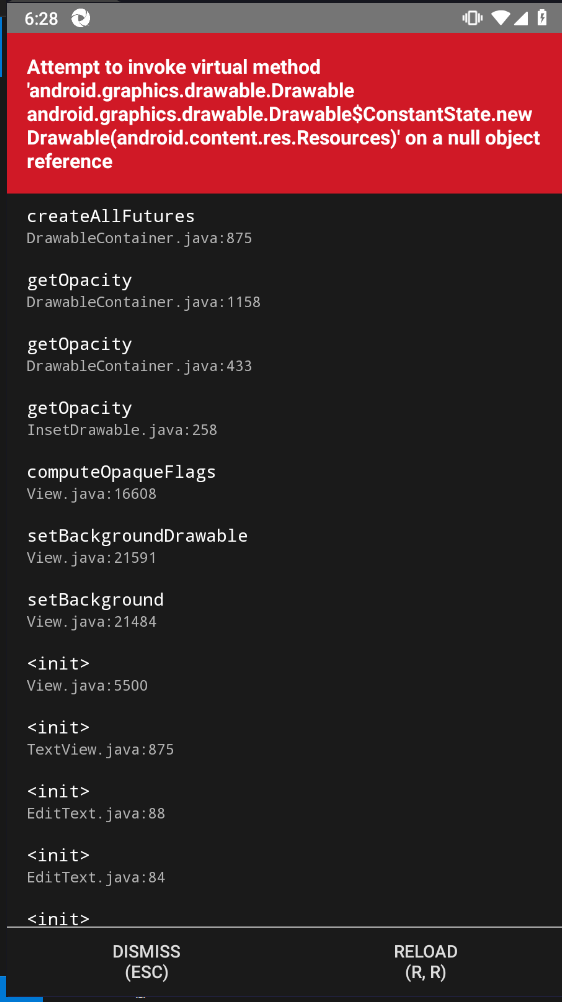 6:28
Attempt to invoke virtual method
'android.graphics.drawable.Drawable
android.graphics.drawable.Drawable$ConstantState.new
Drawable(android.content.res.Resources)' on a null object
reference
createAllFutures
DrawableContainer.java:875
getOpacity
DrawableContainer.java:1158
getOpacity
DrawableContainer.java:433
getOpacity
InsetDrawable.java:258
computeOpaqueFlags
View.java:16608
setBackgroundDrawable
View.java:21591
setBackground
View.java:21484
<init>
View.java:5500
<init>
TextView.java:875
<init>
EditText.java:88
<init>
EditText.java:84
<init>
DISMISS
(ESC)
RELOAD
(R, R)